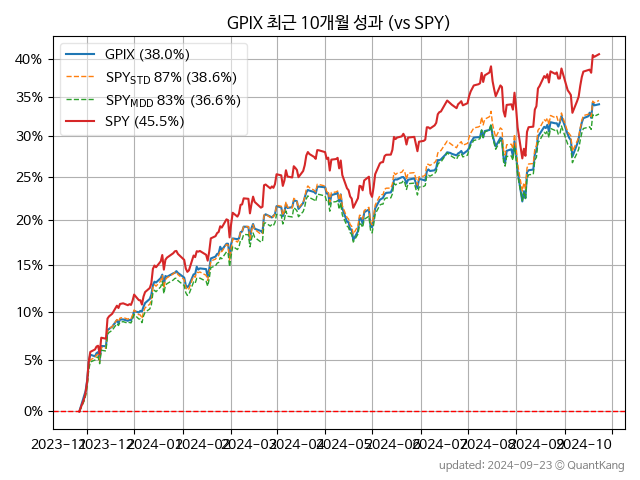 GPIX 최근 10개월 성과 (vs SPY)
GPIX (38.0%)
SPY_STD 87% (38.6%)
SPY_MDD 83% (36.6%)
SPY (45.5%)
40%
35%
30%
25%
20%
15%
10%
5%
0%
2023-11 2023-12 2024-01 2024-02 2024-03 2024-04 2024-05 2024-06 2024-07 2024-08 2024-09 2024-10
updated: 2024-09-23 © QuantKang